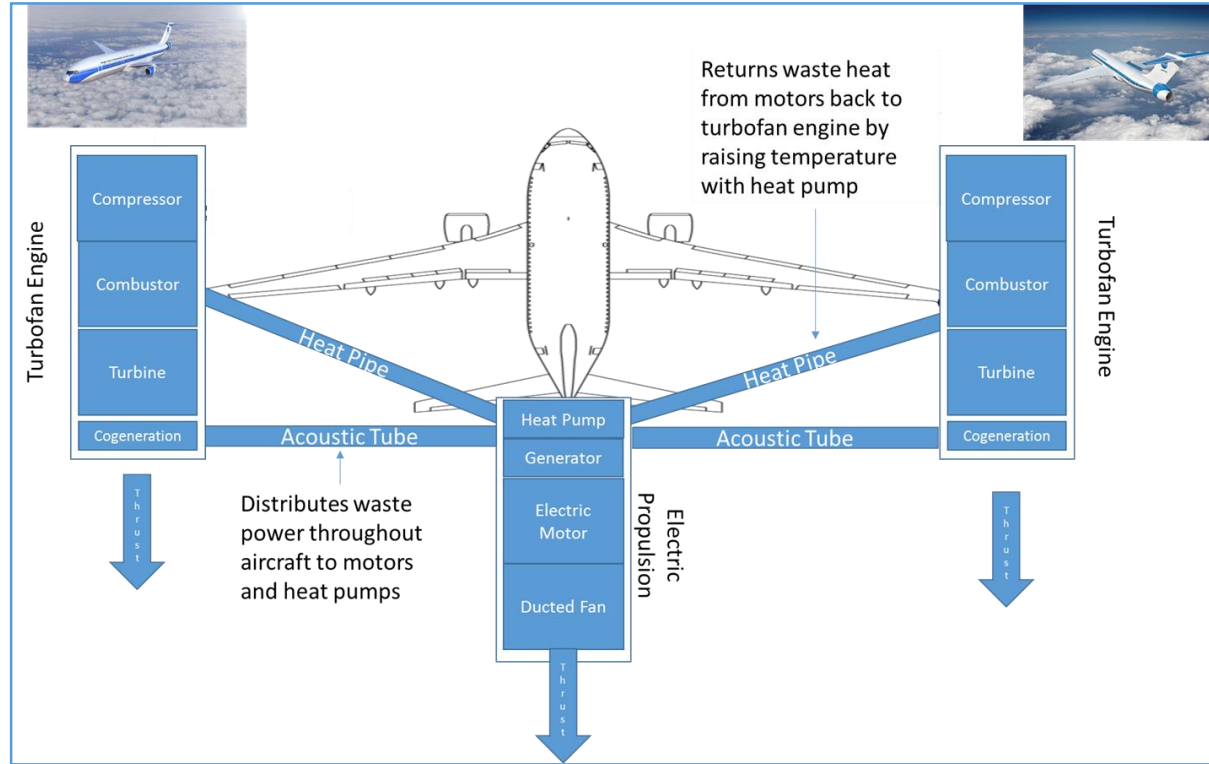 Returns waste heat
from motors back to
turbofan engine by
raising temperature
with heat pump
Turbofan Engine
Compressor
Combustor
Turbine
Cogeneration
Thrust
Heat Pipe
Acoustic Tube
Distributes waste
power throughout
aircraft to motors
and heat pumps
Heat Pump
Generator
Electric
Motor
Ducted Fan
Electric
Propulsion
Thrust
Heat Pipe
Acoustic Tube
Compressor
Combustor
Turbine
Cogeneration
Turbofan Engine
Thrust